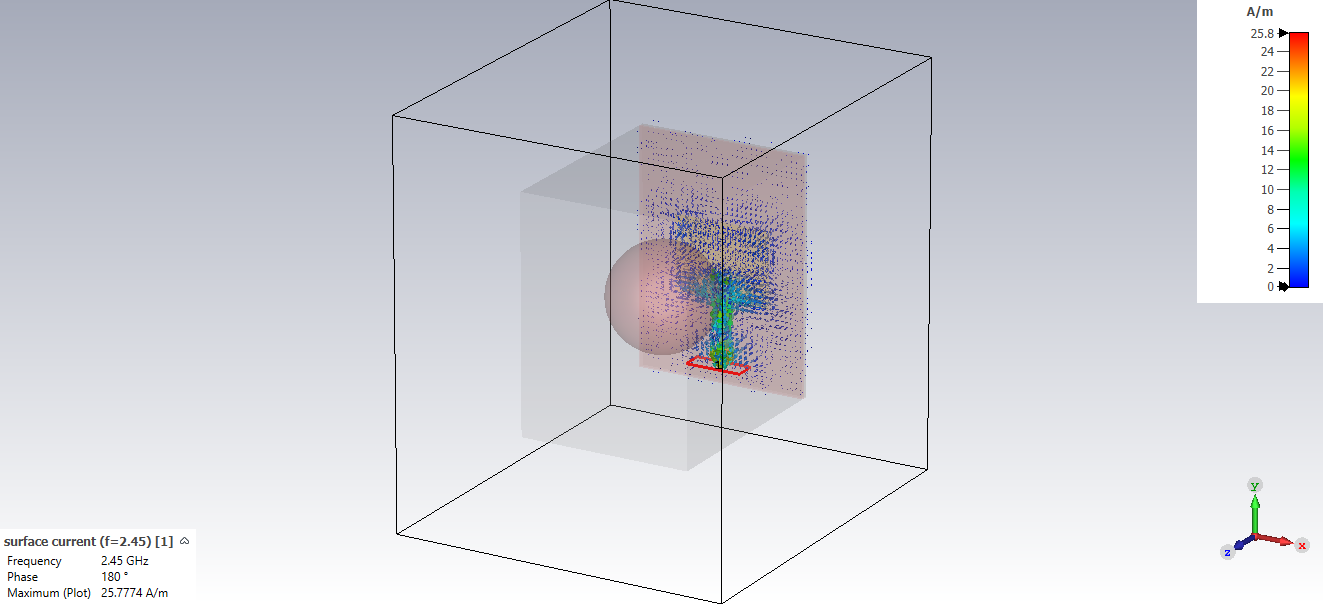 A/m
25.8
24
22
20
18
16
14
12
10
8
6
4
2
0
1
Y
X
Z
surface current (f=2.45) [1]
Frequency 2.45 GHz
Phase 180 °
Maximum (Plot) 25.7774 A/m